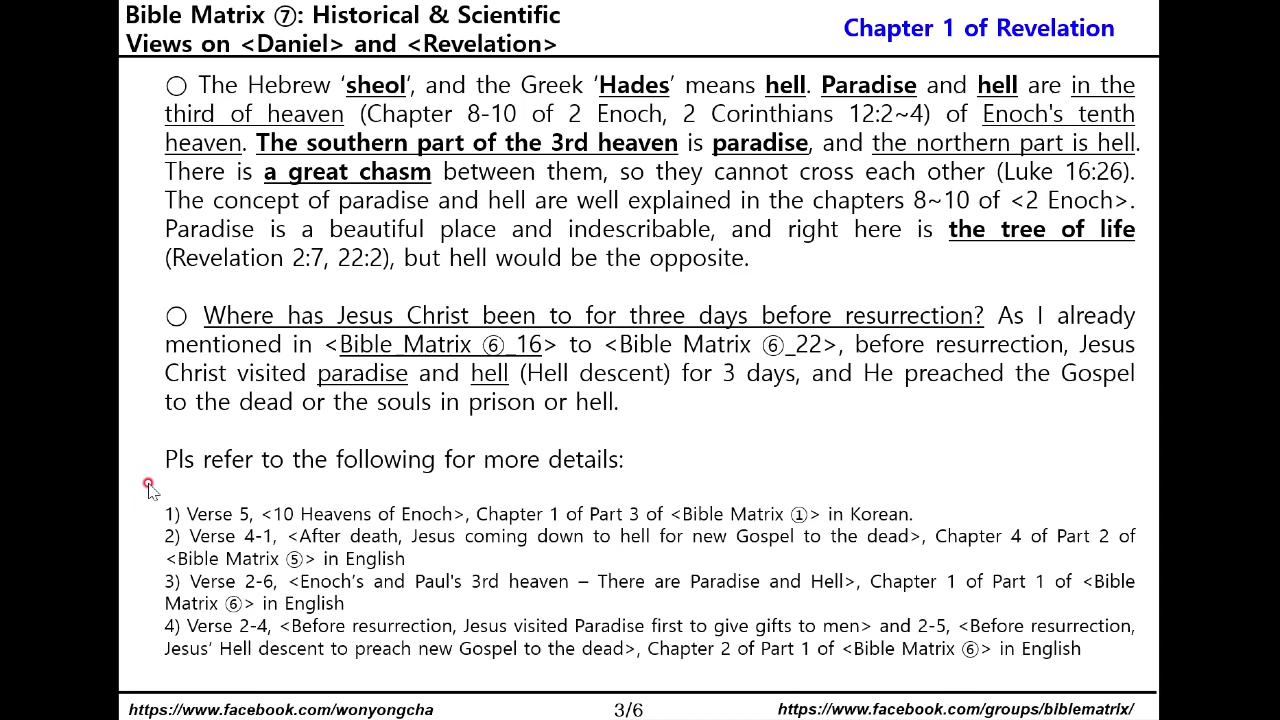 Bible Matrix ⑦: Historical & Scientific
Views on <Daniel> and <Revelation>
Chapter 1 of Revelation
○ The Hebrew ‘sheol‘, and the Greek ‘Hades’ means hell. Paradise and hell are in the
third of heaven (Chapter 8-10 of 2 Enoch, 2 Corinthians 12:2~4) of Enoch's tenth
heaven. The southern part of the 3rd heaven is paradise, and the northern part is hell.
There is a great chasm between them, so they cannot cross each other (Luke 16:26).
The concept of paradise and hell are well explained in the chapters 8~10 of <2 Enoch>.
Paradise is a beautiful place and indescribable, and right here is the tree of life
(Revelation 2:7, 22:2), but hell would be the opposite.
○ Where has Jesus Christ been to for three days before resurrection? As I already
mentioned in <Bible Matrix ⑥_16> to <Bible Matrix ⑥_22>, before resurrection, Jesus
Christ visited paradise and hell (Hell descent) for 3 days, and He preached the Gospel
to the dead or the souls in prison or hell.
Pls refer to the following for more details:
1) Verse 5, <10 Heavens of Enoch>, Chapter 1 of Part 3 of <Bible Matrix ①> in Korean.
2) Verse 4-1, <After death, Jesus coming down to hell for new Gospel to the dead>, Chapter 4 of Part 2 of
<Bible Matrix ⑤> in English
3) Verse 2-6, <Enoch’s and Paul's 3rd heaven – There are Paradise and Hell>, Chapter 1 of Part 1 of <Bible
Matrix ⑥> in English
4) Verse 2-4, <Before resurrection, Jesus visited Paradise first to give gifts to men> and 2-5, <Before resurrection,
Jesus’ Hell descent to preach new Gospel to the dead>, Chapter 2 of Part 1 of <Bible Matrix ⑥> in English
https://www.facebook.com/wonyongcha
3/6
https://www.facebook.com/groups/biblematrix/